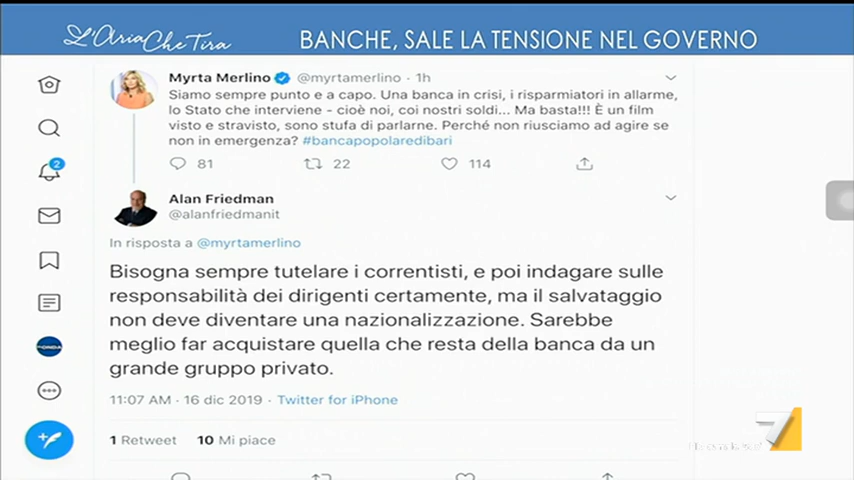 L'Aria Che Tira
BANCHE, SALE LA TENSIONE NEL GOVERNO
Myrta Merlino @myrtamerlino · 1h
Siamo sempre punto e a capo. Una banca in crisi, i risparmiatori in allarme,
lo Stato che interviene - cioè noi, coi nostri soldi... Ma basta!!! È un film
visto e stravisto, sono stufa di parlarne. Perché non riusciamo ad agire se
non in emergenza? #bancapopolaredibari
81 22 114
2
Alan Friedman
@alanfriedmanit
In risposta a @myrtamerlino
Bisogna sempre tutelare i correntisti, e poi indagare sulle
responsabilità dei dirigenti certamente, ma il salvataggio
non deve diventare una nazionalizzazione. Sarebbe
meglio far acquistare quella che resta della banca da un
grande gruppo privato.
11:07 AM · 16 dic 2019 · Twitter for iPhone
1 Retweet 10 Mi piace
7